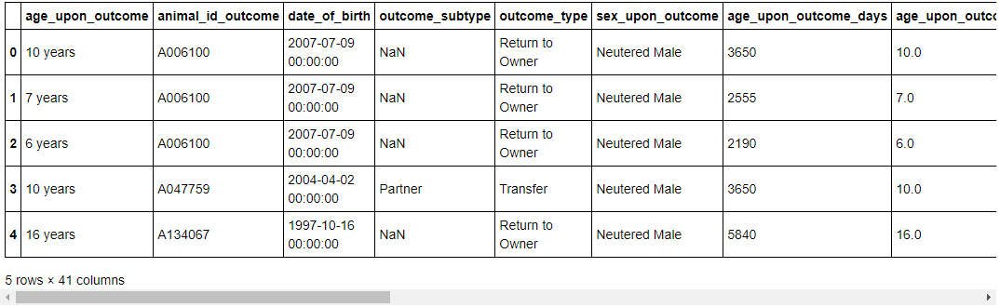 age_upon_outcome animal_id_outcome date_of_birth outcome_subtype outcome_type sex_upon_outcome age_upon_outcome_days age_upon_outco
0 10 years A006100 2007-07-09 00:00:00 NaN Return to Owner Neutered Male 3650 10.0
1 7 years A006100 2007-07-09 00:00:00 NaN Return to Owner Neutered Male 2555 7.0
2 6 years A006100 2007-07-09 00:00:00 NaN Return to Owner Neutered Male 2190 6.0
3 10 years A047759 2004-04-02 00:00:00 Partner Transfer Neutered Male 3650 10.0
4 16 years A134067 1997-10-16 00:00:00 NaN Return to Owner Neutered Male 5840 16.0
5 rows × 41 columns